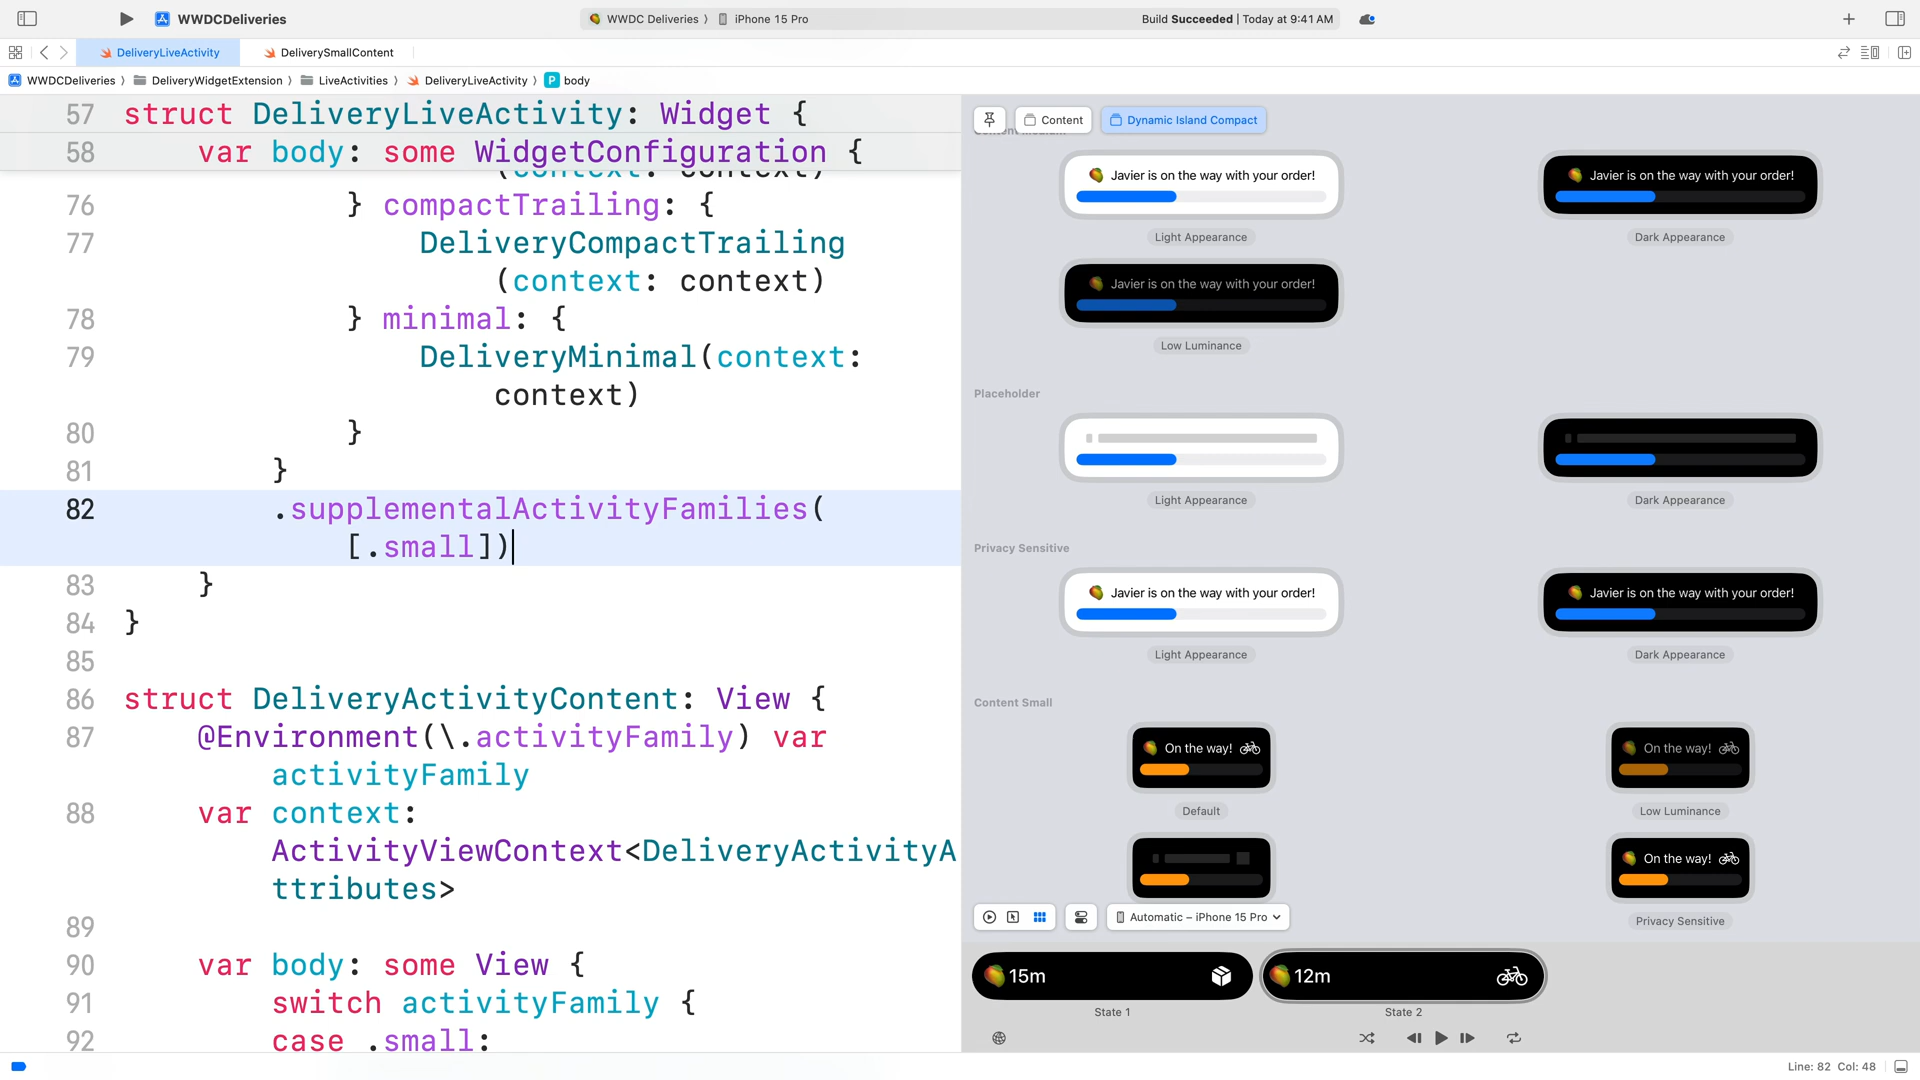 WWDCDeliveries
WWDC Deliveries 〉 iPhone 15 Pro
Build Succeeded | Today at 9:41 AM
DeliveryLiveActivity
DeliverySmallContent
WWDCDeliveries 〉 DeliveryWidgetExtension 〉 LiveActivities 〉 DeliveryLiveActivity 〉 P body
57 struct DeliveryLiveActivity: Widget {
58 var body: some WidgetConfiguration {
(context: context)
76 } compactTrailing: {
77 DeliveryCompactTrailing
(context: context)
78 } minimal: {
79 DeliveryMinimal(context:
context)
80 }
81 }
82 .supplementalActivityFamilies(
[.small])
83 }
84 }
85
86 struct DeliveryActivityContent: View {
87 @Environment(\.activityFamily) var
activityFamily
88 var context:
ActivityViewContext<DeliveryActivityA
ttributes>
89
90 var body: some View {
91 switch activityFamily {
92 case .small:
Content
Dynamic Island Compact
Content Medium
Javier is on the way with your order!
Javier is on the way with your order!
Light Appearance
Dark Appearance
Javier is on the way with your order!
Low Luminance
Placeholder
Light Appearance
Dark Appearance
Privacy Sensitive
Javier is on the way with your order!
Javier is on the way with your order!
Light Appearance
Dark Appearance
Content Small
On the way!
On the way!
Default
Low Luminance
On the way!
Privacy Sensitive
Automatic – iPhone 15 Pro
15m
12m
State 1
State 2
Line: 82 Col: 48